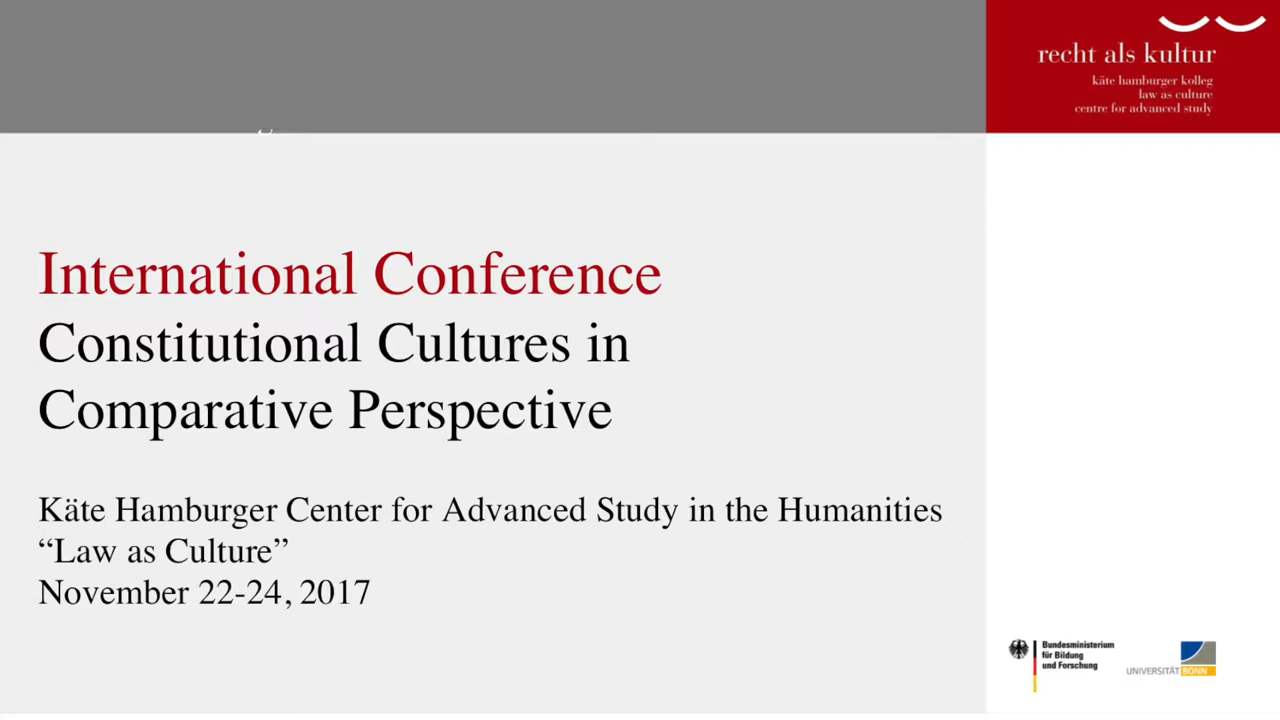 recht als kultur
käte hamburger kolleg
law as culture
centre for advanced study
International Conference
Constitutional Cultures in
Comparative Perspective
Käte Hamburger Center for Advanced Study in the Humanities
“Law as Culture”
November 22-24, 2017
Bundesministerium
für Bildung
und Forschung
UNIVERSITÄT BONN